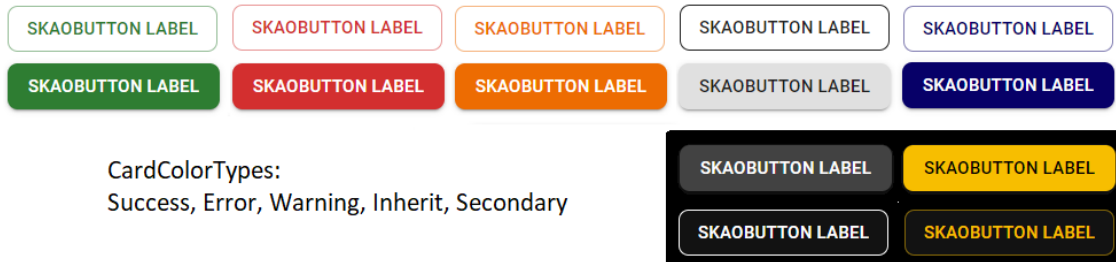 SKAOBUTTON LABEL SKAOBUTTON LABEL SKAOBUTTON LABEL SKAOBUTTON LABEL SKAOBUTTON LABEL
SKAOBUTTON LABEL SKAOBUTTON LABEL SKAOBUTTON LABEL SKAOBUTTON LABEL SKAOBUTTON LABEL
CardColorTypes:
Success, Error, Warning, Inherit, Secondary
SKAOBUTTON LABEL SKAOBUTTON LABEL
SKAOBUTTON LABEL SKAOBUTTON LABEL